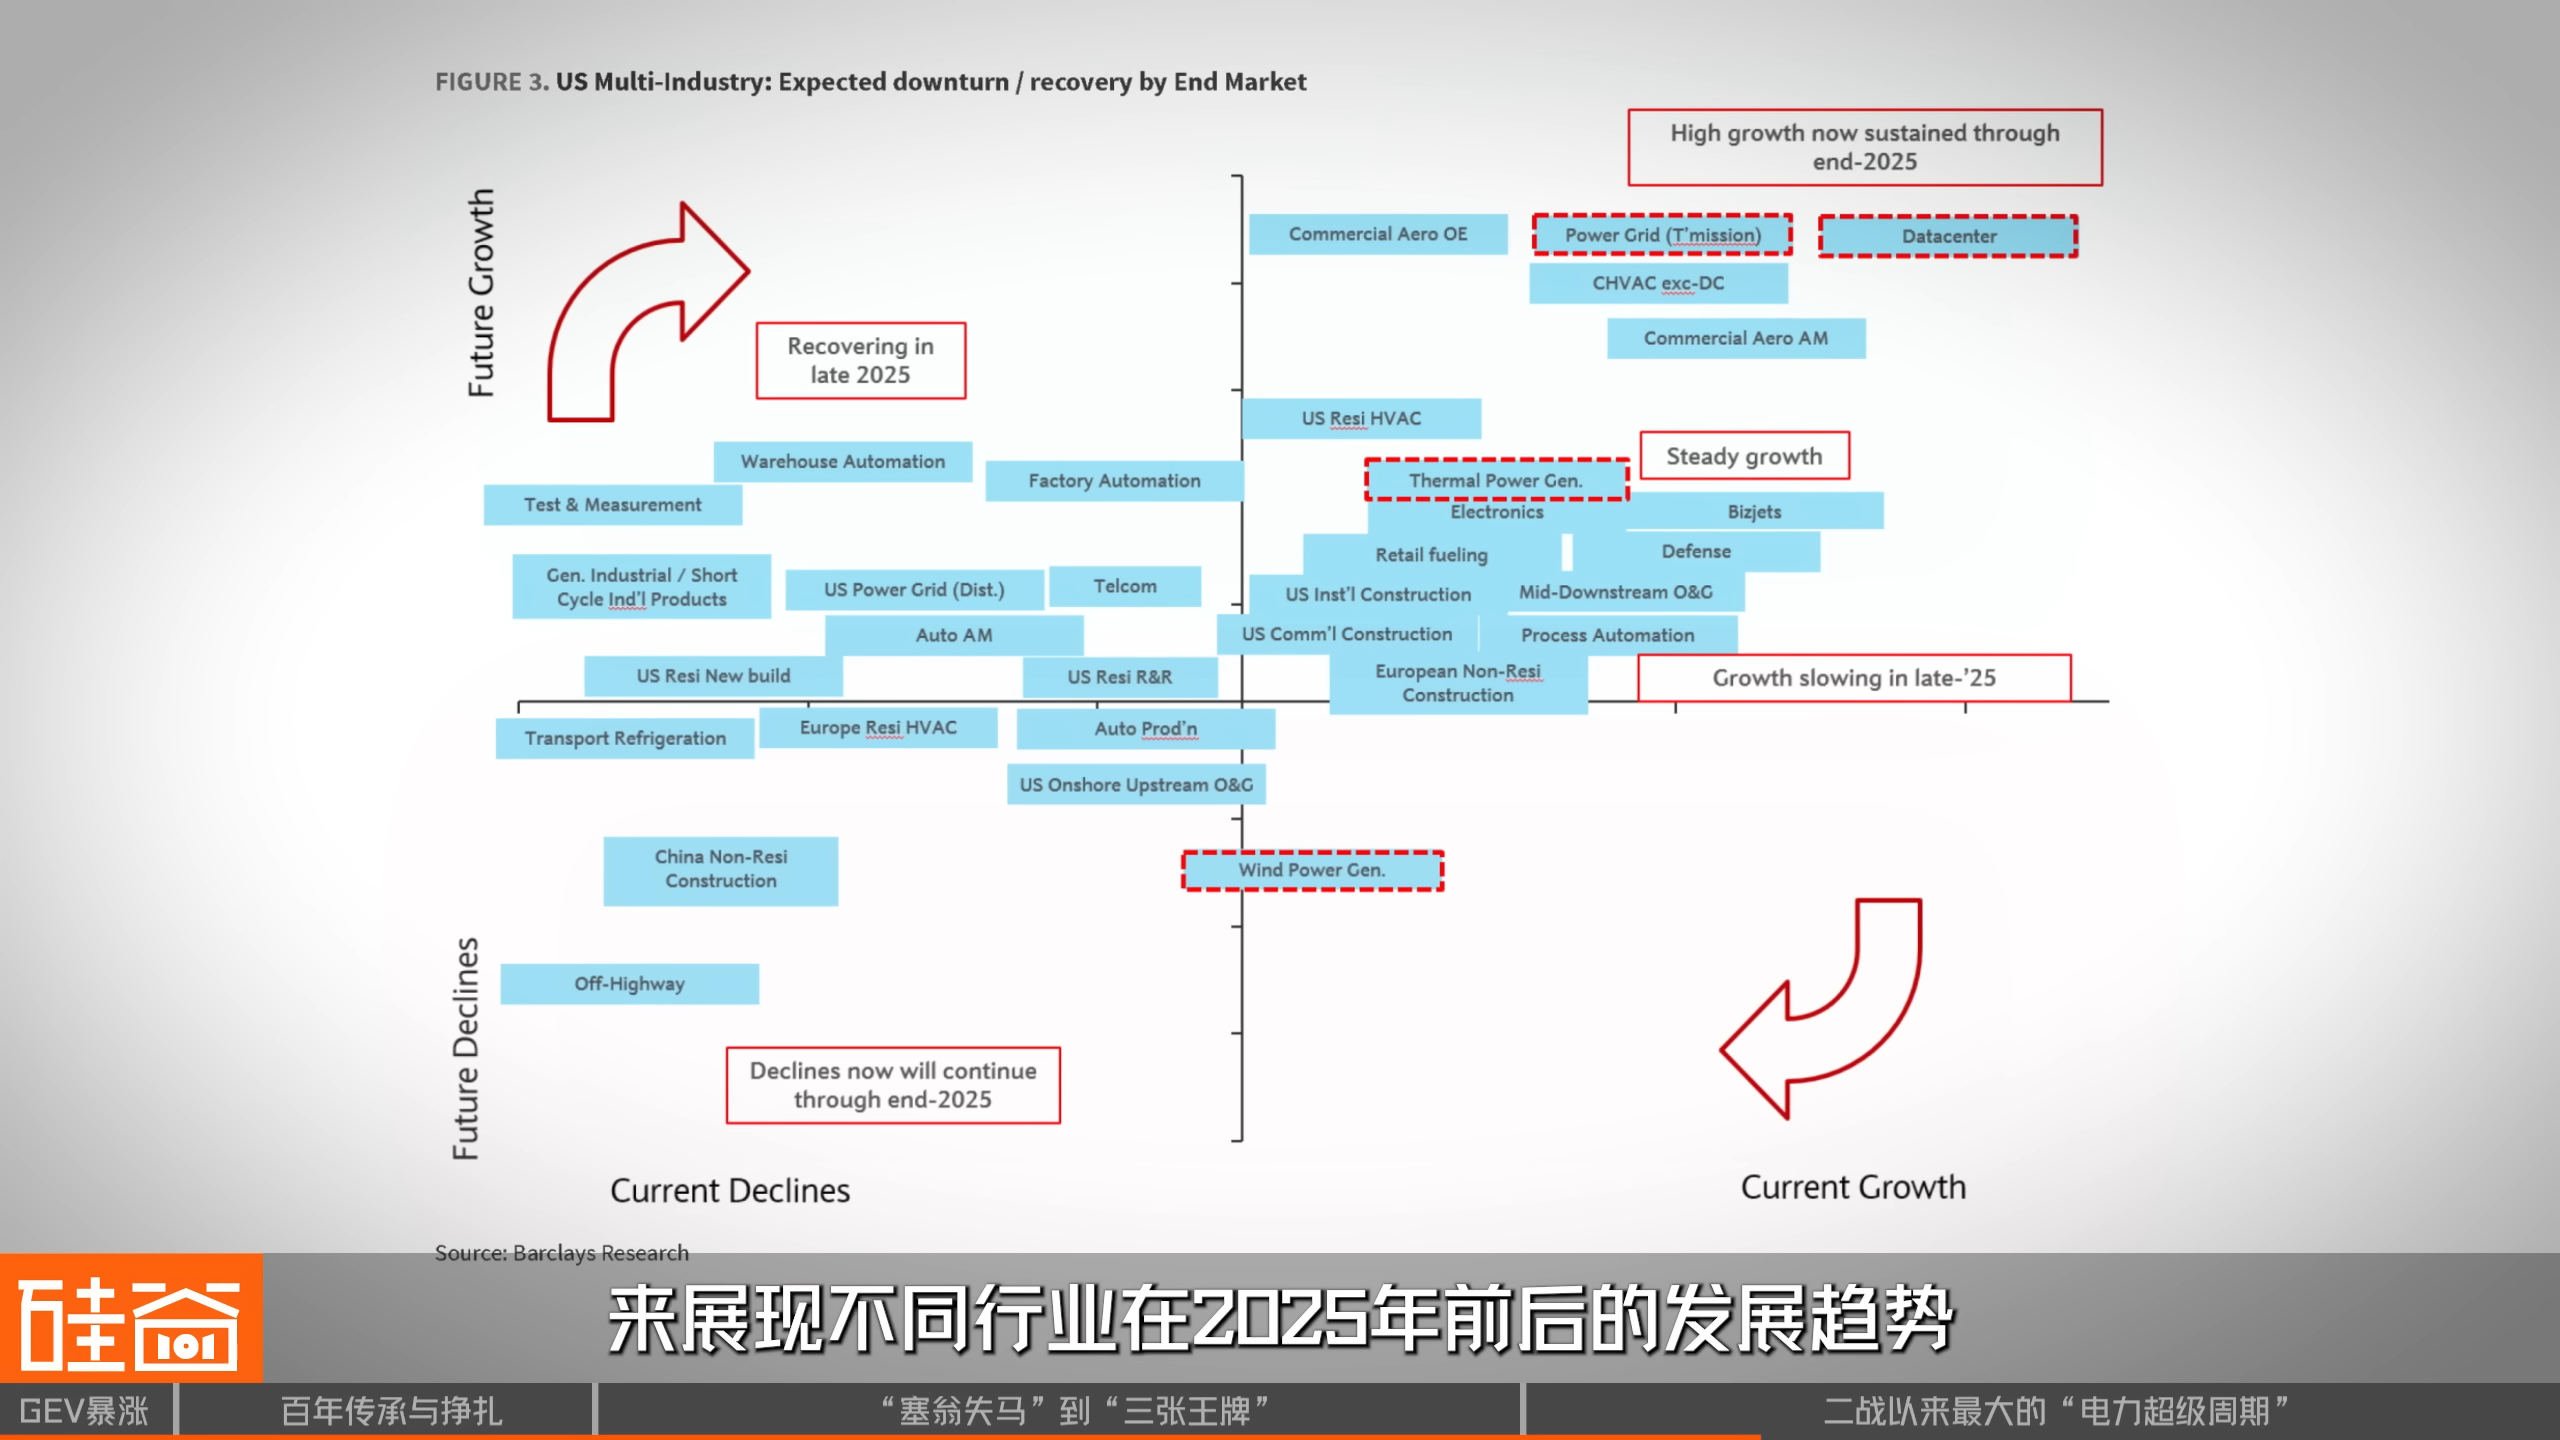 FIGURE 3. US Multi-Industry: Expected downturn / recovery by End Market
High growth now sustained through
end-2025
Future Growth
Commercial Aero OE
Power Grid (T'mission)
Datacenter
CHVAC exc-DC
Commercial Aero AM
Recovering in
late 2025
US Resi HVAC
Steady growth
Warehouse Automation
Factory Automation
Thermal Power Gen.
Test & Measurement
Electronics
Bizjets
Retail fueling
Defense
Gen. Industrial / Short
Cycle Ind'l Products
US Power Grid (Dist.)
Telcom
US Inst'l Construction
Mid-Downstream O&G
Auto AM
US Comm'l Construction
Process Automation
US Resi New build
US Resi R&R
European Non-Resi
Construction
Growth slowing in late-'25
Transport Refrigeration
Europe Resi HVAC
Auto Prod'n
US Onshore Upstream O&G
China Non-Resi
Construction
Wind Power Gen.
Off-Highway
Future Declines
Declines now will continue
through end-2025
Current Declines
Current Growth
Source: Barclays Research
硅谷
101
来展现不同行业在2025年前后的发展趋势
GEV暴涨
百年传承与挣扎
“塞翁失马”到“三张王牌”
二战以来最大的“电力超级周期”